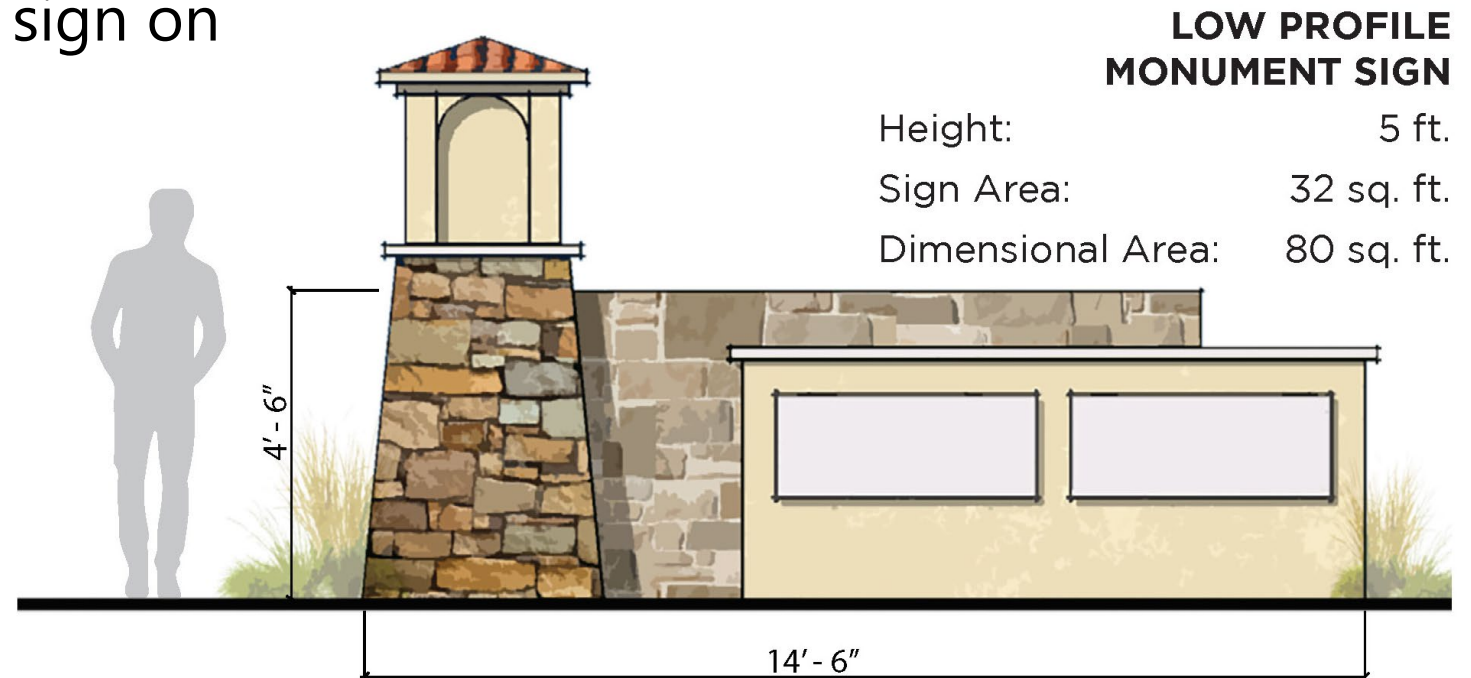 sign on
LOW PROFILE
MONUMENT SIGN
Height: 5 ft.
Sign Area: 32 sq. ft.
Dimensional Area: 80 sq. ft.
4′ - 6″
14′ - 6″